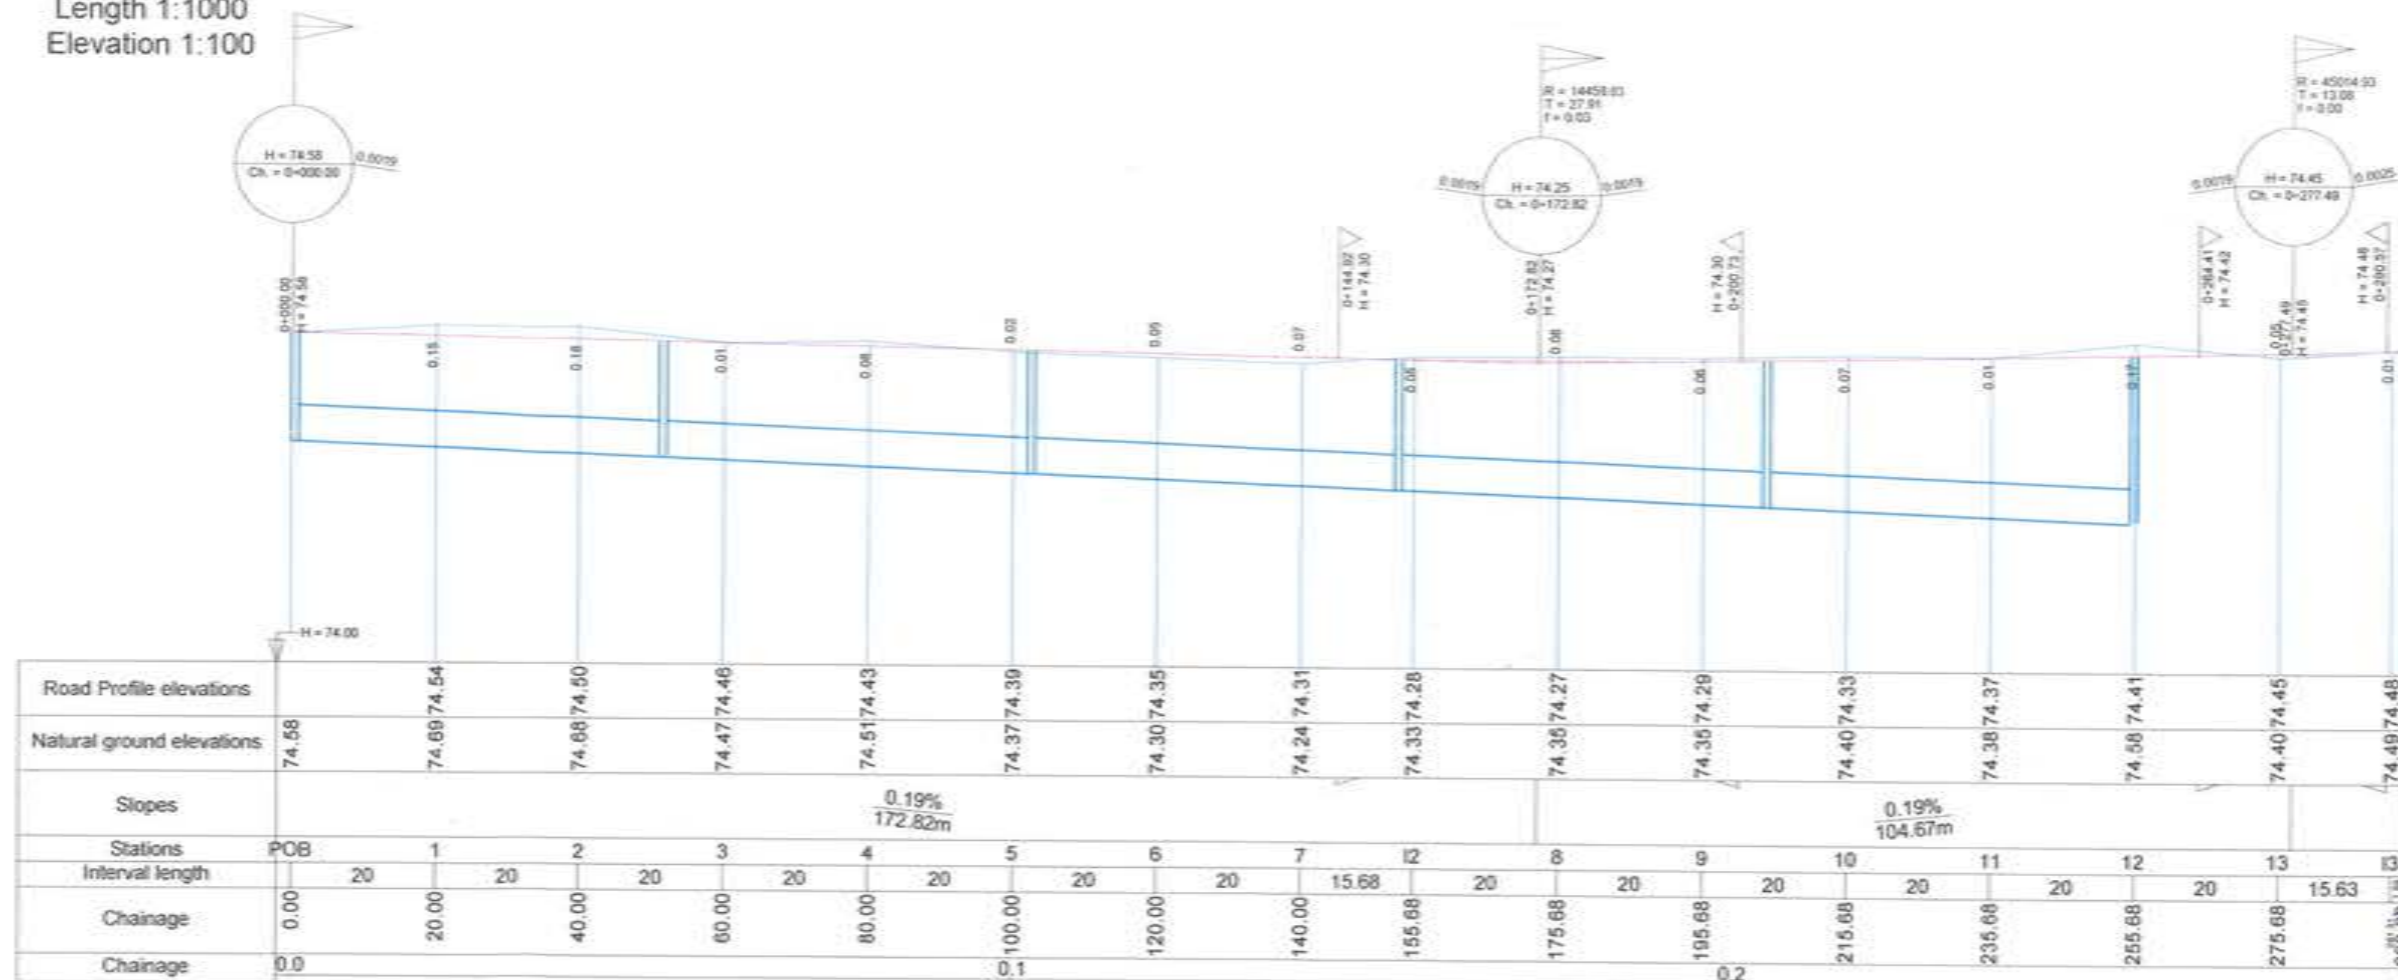 Length 1:1000
Elevation 1:100
H = 74.58
Ch. = 0+000.00
0.0019
R = 14459.83
T = 27.91
f = 0.03
0.0019
H = 74.25
Ch. = 0+172.82
0.0019
R = 45014.93
T = 13.08
f = 0.00
0.0019
H = 74.45
Ch. = 0+277.49
0.0025
0+000.00
H = 74.58
0+144.92
H = 74.30
0+172.82
H = 74.27
H = 74.30
0+200.73
0+264.41
H = 74.42
0+277.49
H = 74.45
H = 74.48
0+290.57
0.15 0.18 0.01 0.08 0.02 0.05 0.07 0.05 0.08 0.06 0.07 0.01 0.17 0.05 0.01
H = 74.00
Road Profile elevations 74.54 74.50 74.46 74.43 74.39 74.35 74.31 74.28 74.27 74.29 74.33 74.37 74.41 74.45 74.48
Natural ground elevations 74.58 74.69 74.68 74.47 74.51 74.37 74.30 74.24 74.33 74.35 74.35 74.40 74.38 74.58 74.40 74.49
Slopes 0.19% 0.19%
172.82m 104.67m
Stations POB 1 2 3 4 5 6 7 I2 8 9 10 11 12 13 I3
Interval length 20 20 20 20 20 20 20 15.68 20 20 20 20 20 20 15.63
Chainage 0.00 20.00 40.00 60.00 80.00 100.00 120.00 140.00 155.68 175.68 195.68 215.68 235.68 255.68 275.68
Chainage 0.0 0.1 0.2